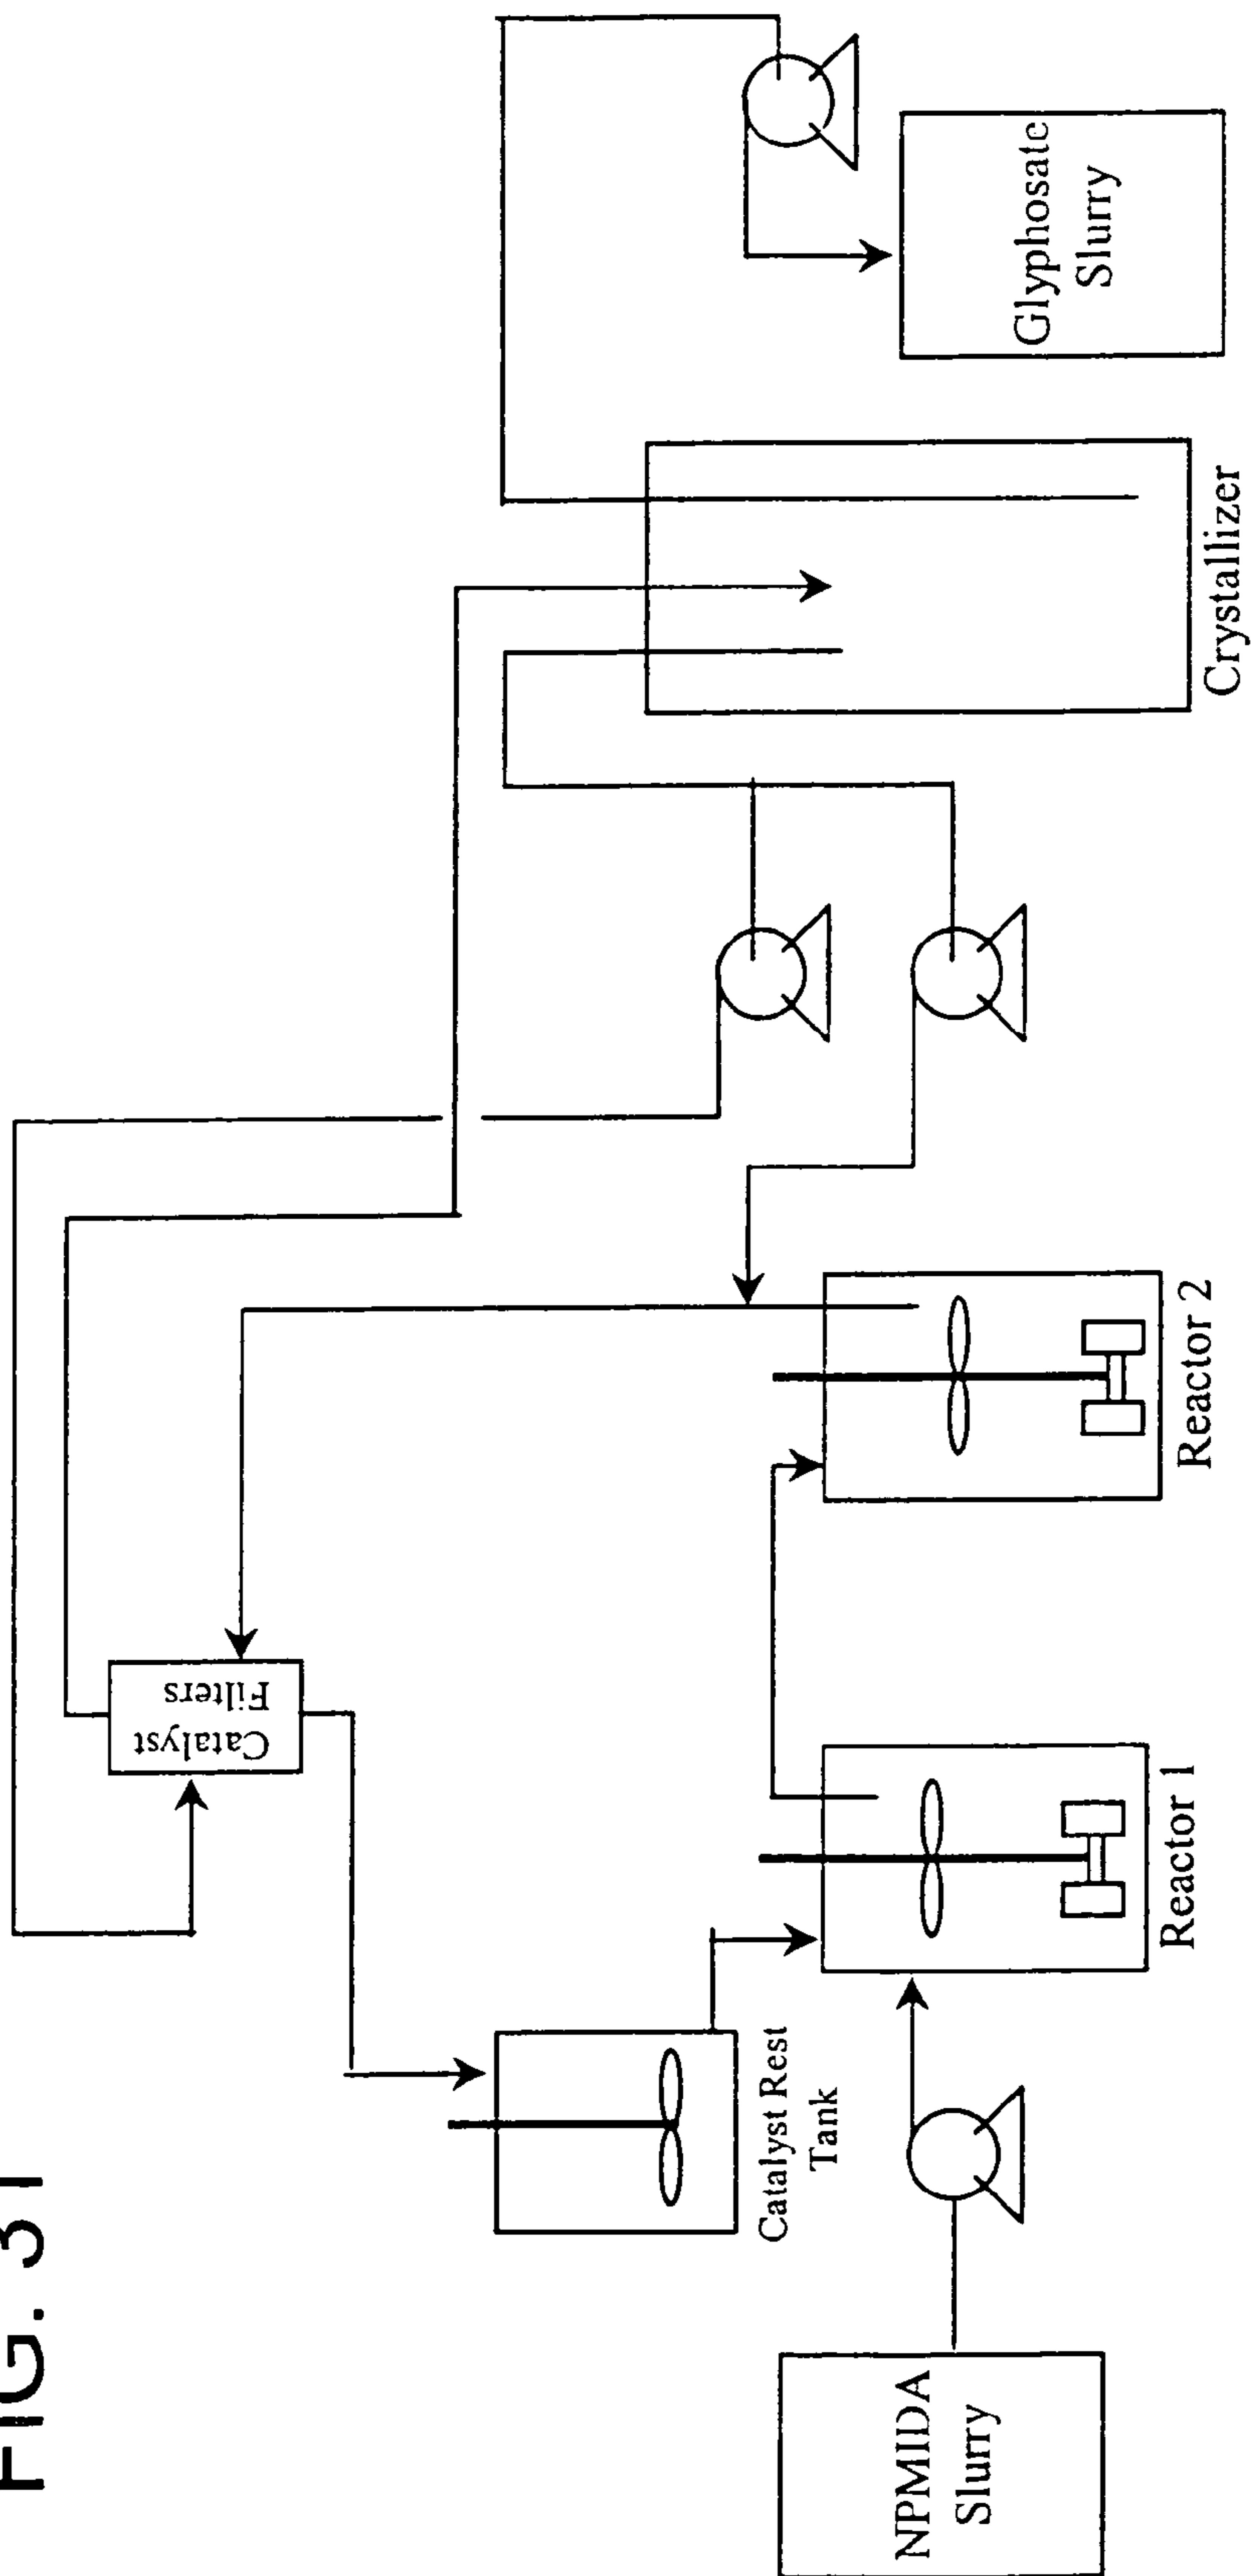 FIG. 31
Catalyst
Filters
Catalyst Rest
Tank
NPMIDA
Slurry
Reactor 1
Reactor 2
Crystallizer
Glyphosate
Slurry